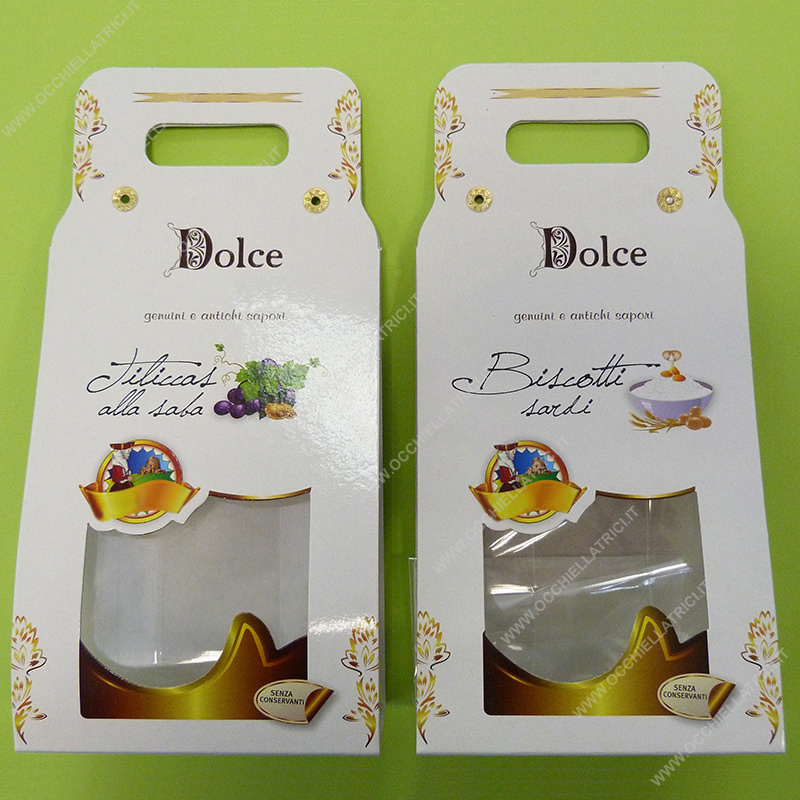 Dolce
genuini e antichi sapori
Tiliccas
alla saba
SENZA
CONSERVANTI
Dolce
genuini e antichi sapori
Biscotti
sardi
SENZA
CONSERVANTI
WWW.OCCHIELLATRICI.IT